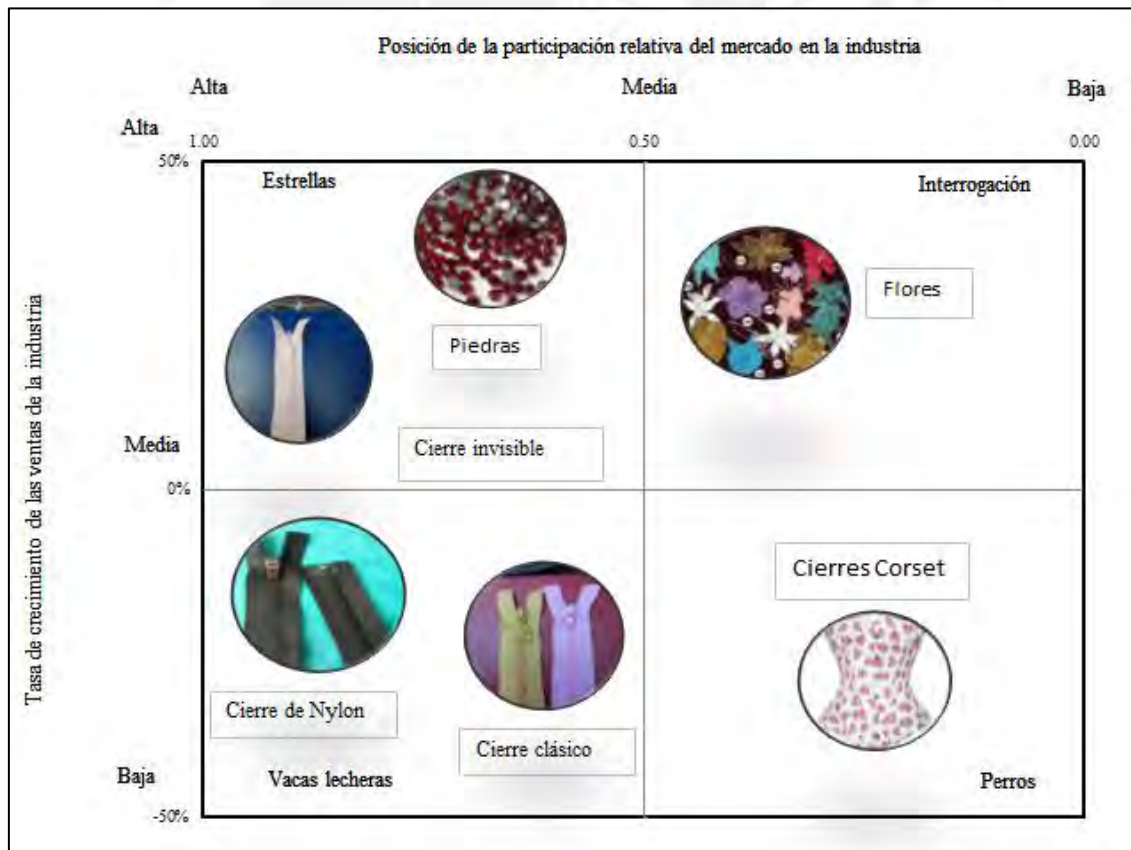 Posición de la participación relativa del mercado en la industria
Alta
Media
Baja
Alta
1.00
0.50
0.00
50%
Estrellas
Interrogación
Flores
Piedras
Cierre invisible
Media
0%
Tasa de crecimiento de las ventas de la industria
Cierres Corset
Cierre de Nylon
Cierre clásico
Baja
Vacas lecheras
Perros
-50%